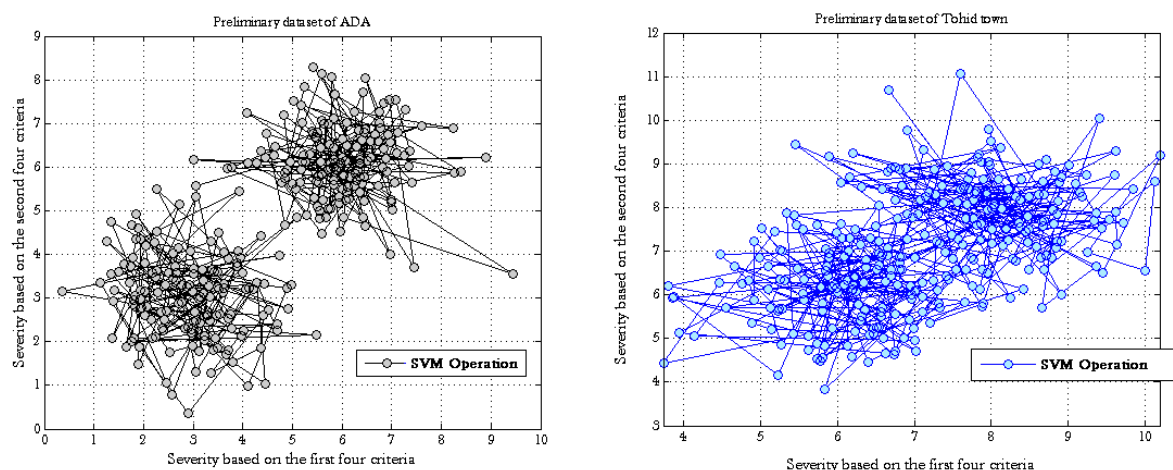 Preliminary dataset of ADA
9
8
7
6
5
4
3
2
1
0
Severity based on the second four criteria
SVM Operation
0 1 2 3 4 5 6 7 8 9 10
Severity based on the first four criteria
Preliminary dataset of Tohid town
12
11
10
9
8
7
6
5
4
3
Severity based on the second four criteria
SVM Operation
4 5 6 7 8 9 10
Severity based on the first four criteria